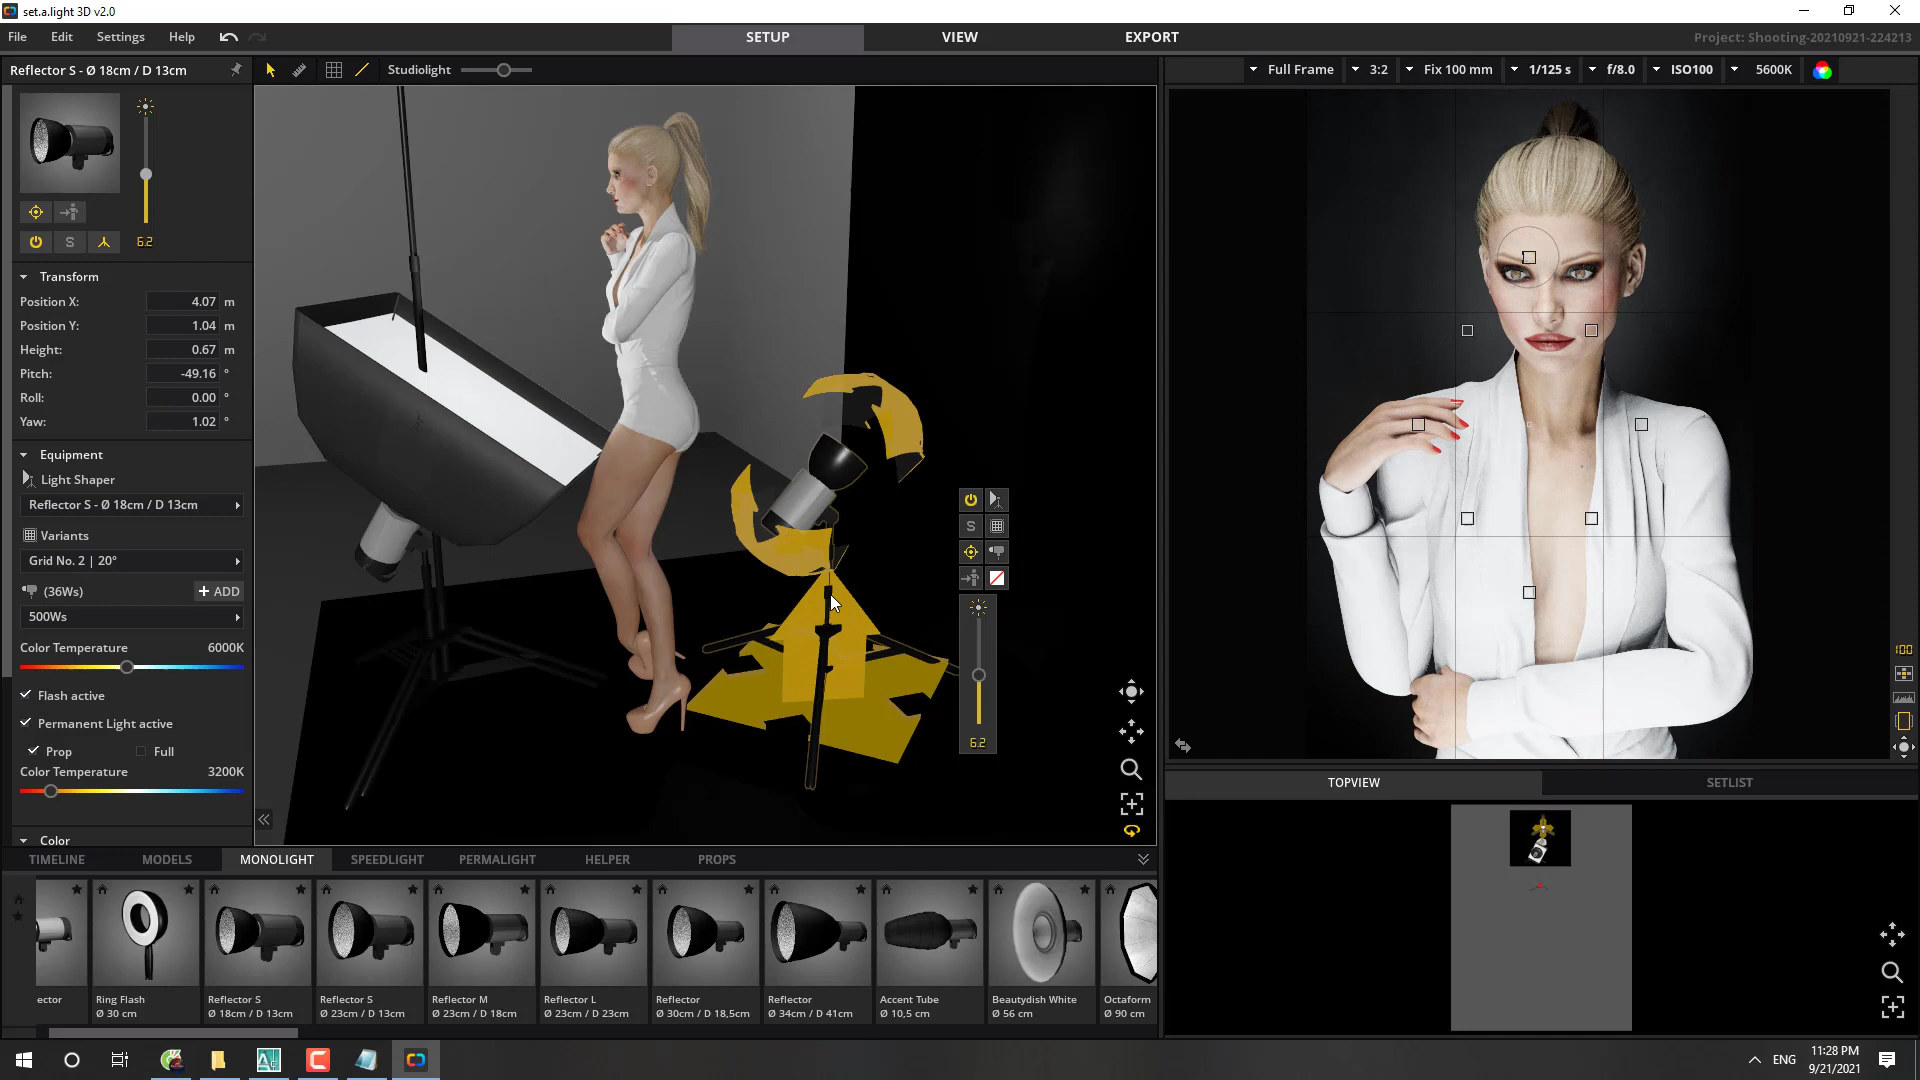 set.a.light 3D v2.0
File Edit Settings Help
SETUP VIEW EXPORT
Project: Shooting-20210921-224213
Reflector S - Ø 18cm / D 13cm
Studiolight
Full Frame 3:2 Fix 100 mm 1/125 s f/8.0 ISO100 5600K
S
6.2
Transform
Position X: 4.07 m
Position Y: 1.04 m
Height: 0.67 m
Pitch: -49.16 °
Roll: 0.00 °
Yaw: 1.02 °
Equipment
Light Shaper
Reflector S - Ø 18cm / D 13cm
Variants
Grid No. 2 | 20°
(36Ws) + ADD
500Ws
Color Temperature 6000K
Flash active
Permanent Light active
Prop Full
Color Temperature 3200K
Color
S
6.2
100
TOPVIEW SETLIST
TIMELINE MODELS MONOLIGHT SPEEDLIGHT PERMALIGHT HELPER PROPS
ector
Ring Flash
Ø 30 cm
Reflector S
Ø 18cm / D 13cm
Reflector S
Ø 23cm / D 13cm
Reflector M
Ø 23cm / D 18cm
Reflector L
Ø 23cm / D 23cm
Reflector
Ø 30cm / D 18,5cm
Reflector
Ø 34cm / D 41cm
Accent Tube
Ø 10,5 cm
Beautydish White
Ø 56 cm
Octaform
Ø 90 cm
ENG
11:28 PM
9/21/2021